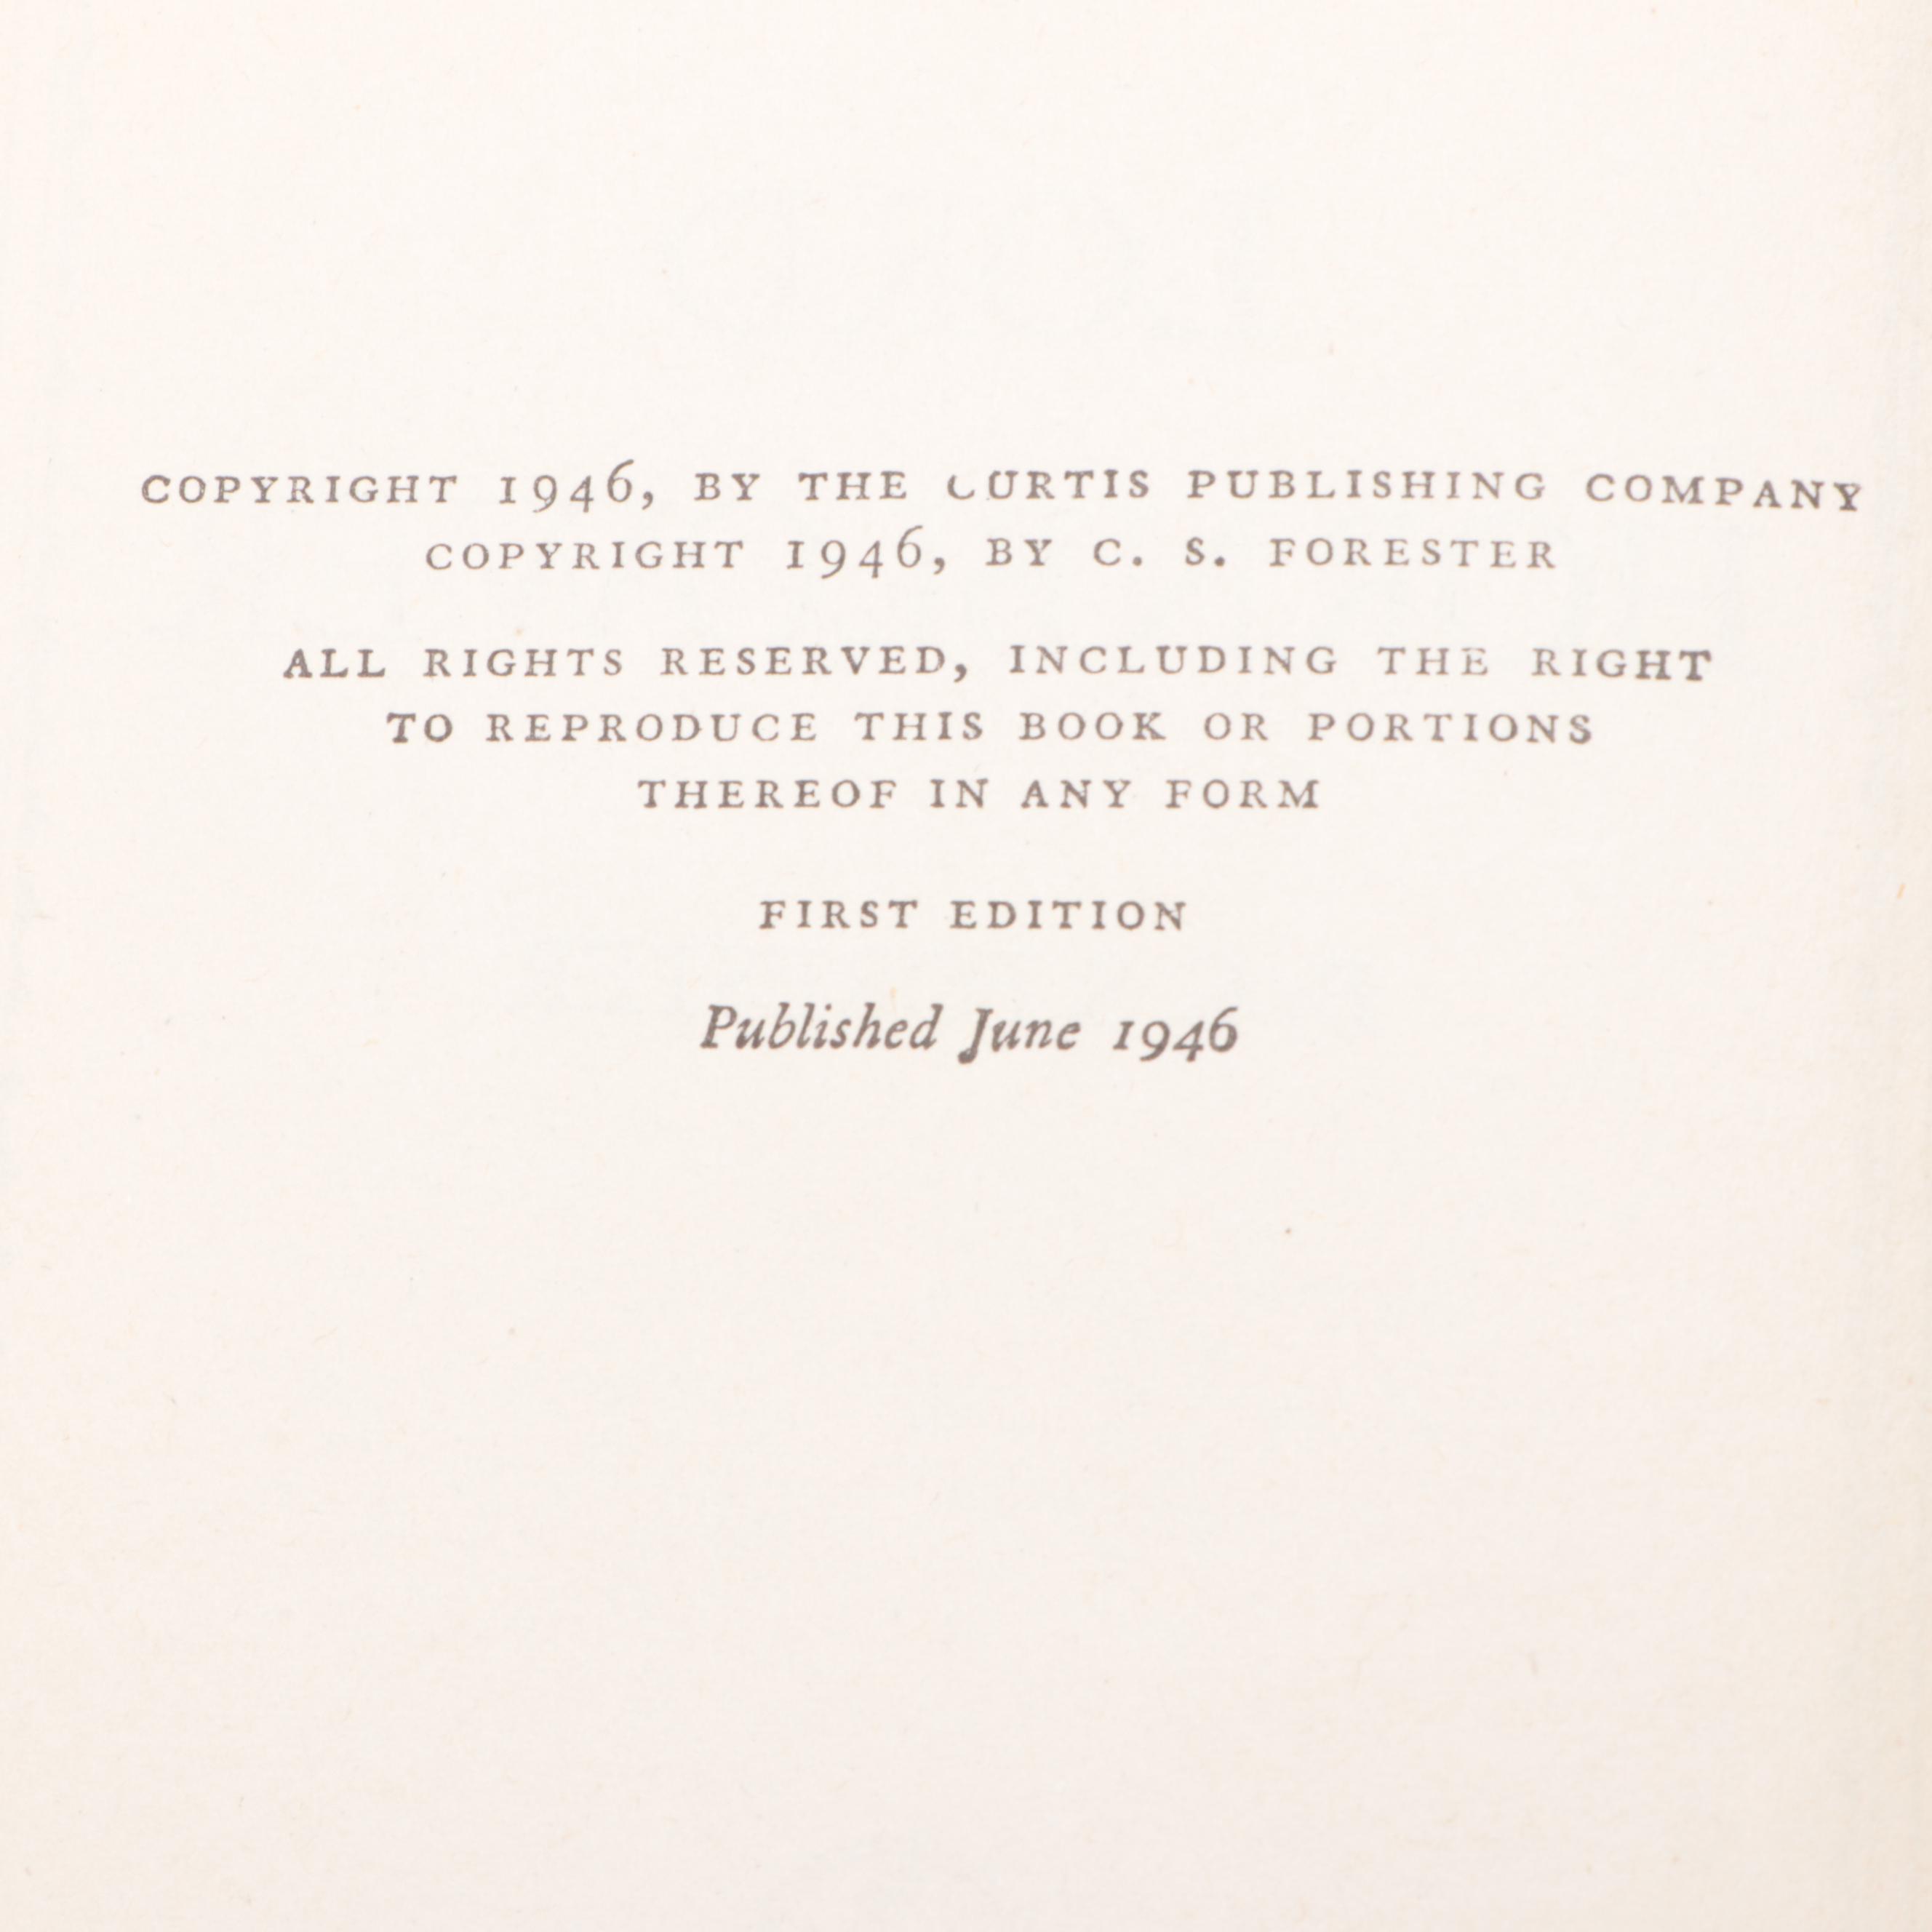 COPYRIGHT 1946, BY THE CURTIS PUBLISHING COMPANY
COPYRIGHT 1946, BY C. S. FORESTER
ALL RIGHTS RESERVED, INCLUDING THE RIGHT
TO REPRODUCE THIS BOOK OR PORTIONS
THEREOF IN ANY FORM
FIRST EDITION
Published June 1946